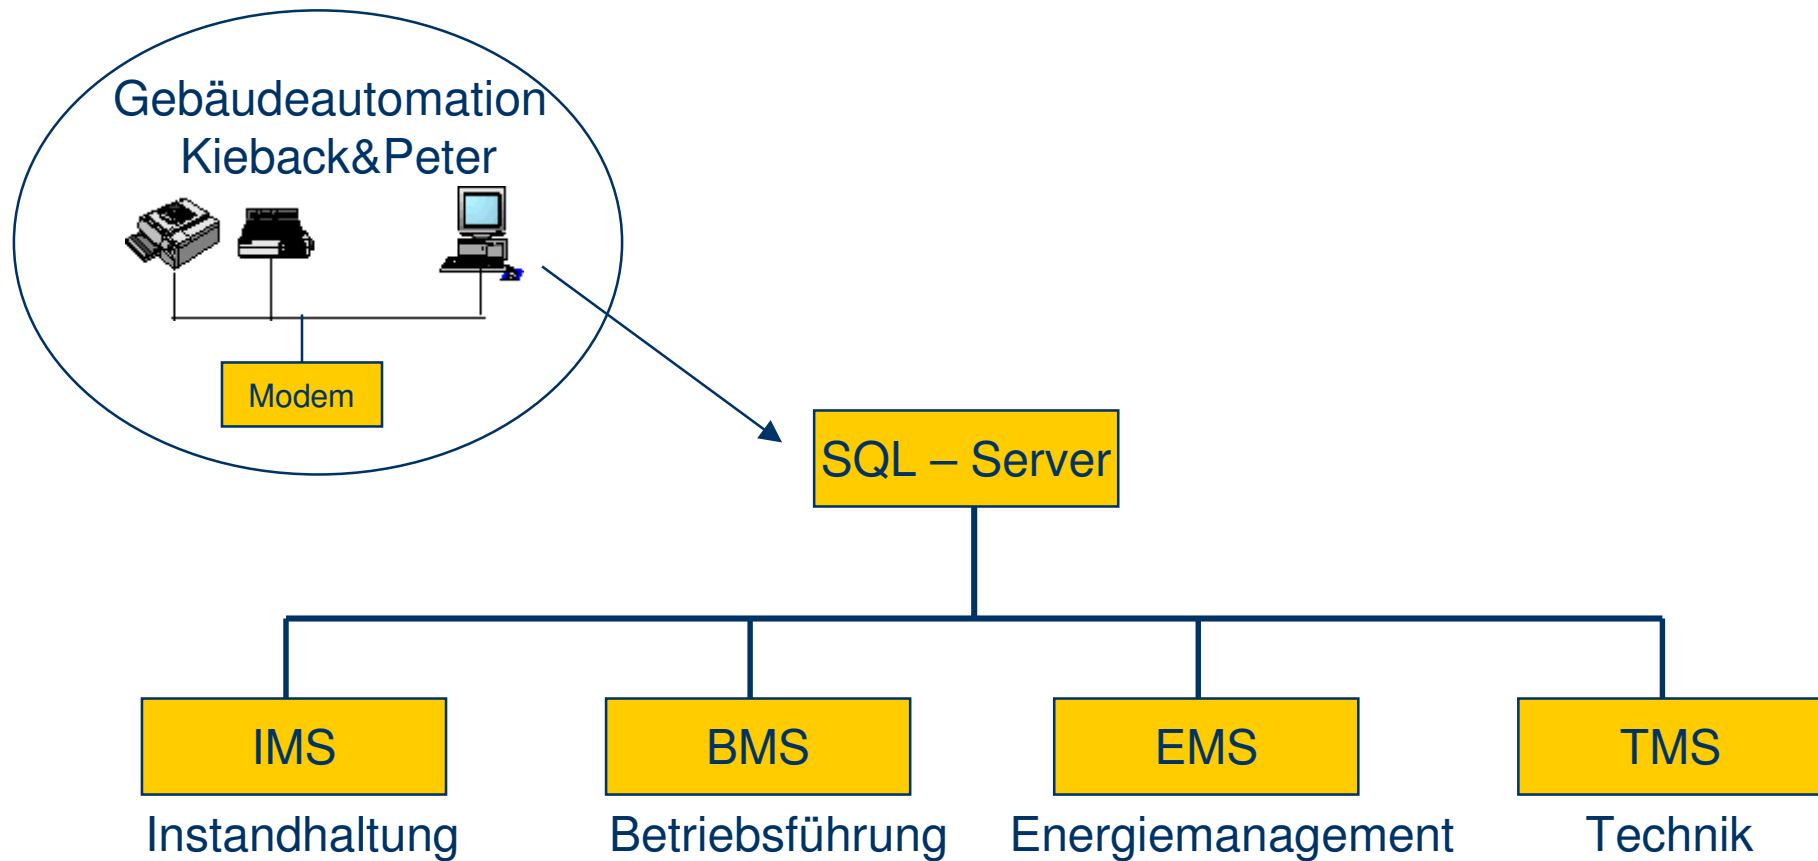 Gebäudeautomation
Kieback&Peter
Modem
SQL – Server
IMS
BMS
EMS
TMS
Instandhaltung
Betriebsführung
Energiemanagement
Technik